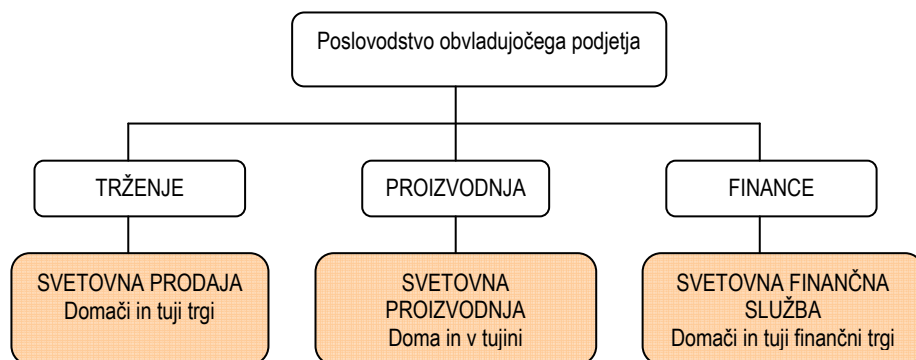 Poslovodstvo obvladujočega podjetja
TRŽENJE
PROIZVODNJA
FINANCE
SVETOVNA PRODAJA
Domači in tuji trgi
SVETOVNA
PROIZVODNJA
Doma in v tujini
SVETOVNA FINANČNA
SLUŽBA
Domači in tuji finančni trgi